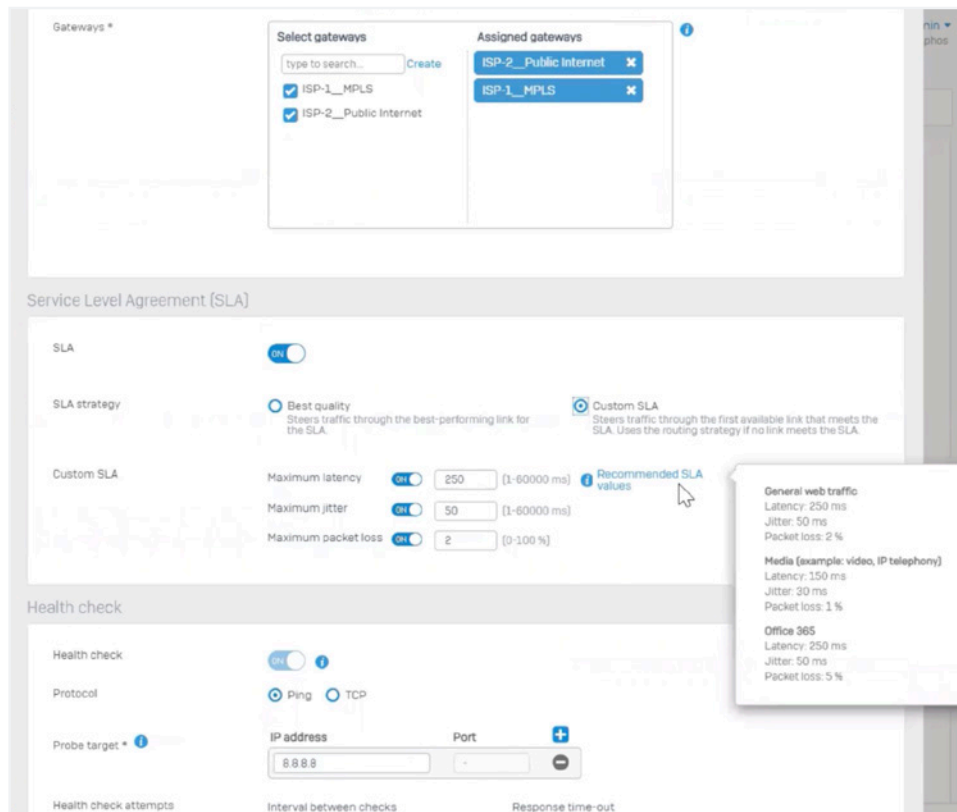 Gateways *
Select gateways
Assigned gateways
nin
phos
type to search...
Create
ISP-2__Public Internet
ISP-1__MPLS
ISP-1__MPLS
ISP-2__Public Internet
Service Level Agreement (SLA)
SLA
ON
SLA strategy
Best quality
Steers traffic through the best-performing link for
the SLA.
Custom SLA
Steers traffic through the first available link that meets the
SLA. Uses the routing strategy if no link meets the SLA.
Custom SLA
Maximum latency
ON
250
(1-60000 ms)
Recommended SLA
values
Maximum jitter
ON
50
(1-60000 ms)
Maximum packet loss
ON
2
(0-100 %)
General web traffic
Latency: 250 ms
Jitter: 50 ms
Packet loss: 2 %
Media (example: video, IP telephony)
Latency: 150 ms
Jitter: 30 ms
Packet loss: 1 %
Office 365
Latency: 250 ms
Jitter: 50 ms
Packet loss: 5 %
Health check
Health check
ON
Protocol
Ping
TCP
Probe target *
IP address
Port
8.8.8.8
-
Health check attempts
Interval between checks
Response time-out